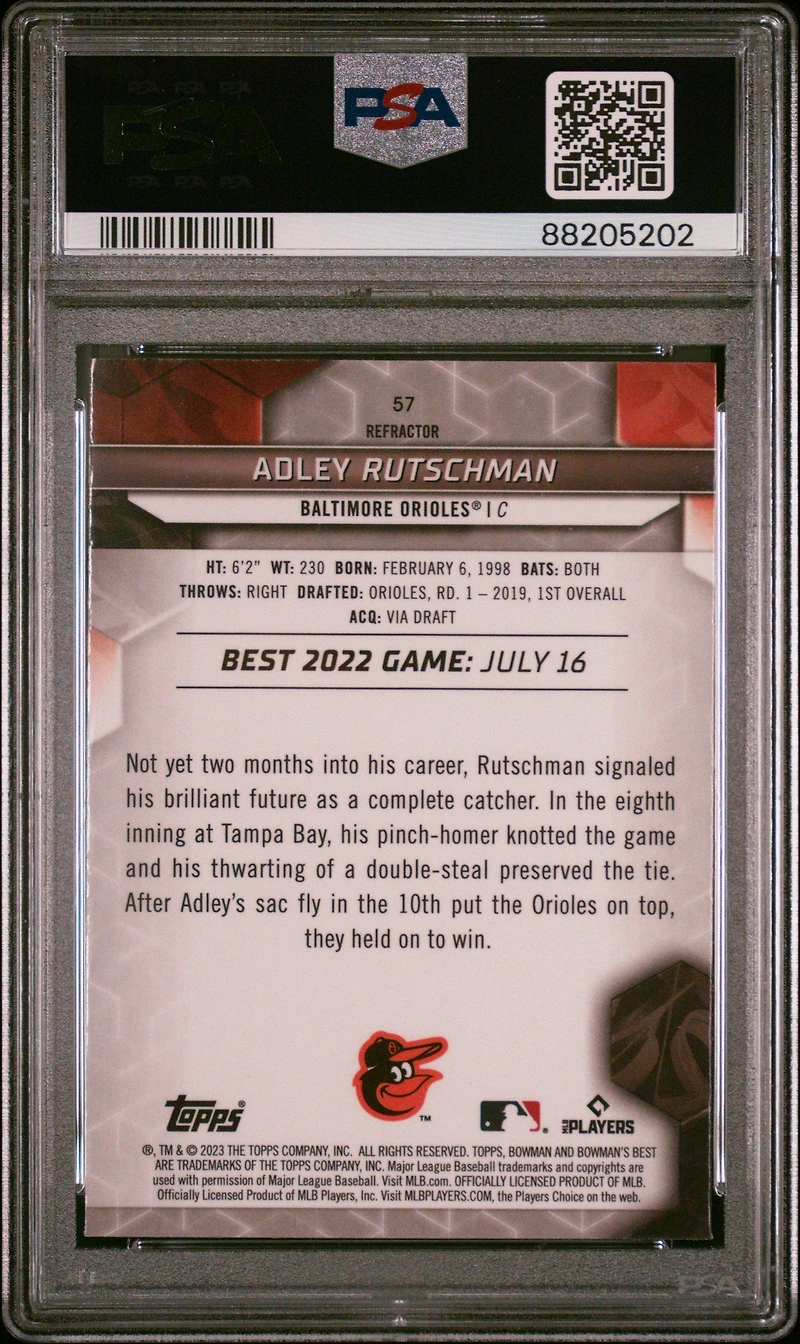 PSA
PSA
88205202
57
REFRACTOR
ADLEY RUTSCHMAN
BALTIMORE ORIOLES® | C
HT: 6'2" WT: 230 BORN: FEBRUARY 6, 1998 BATS: BOTH
THROWS: RIGHT DRAFTED: ORIOLES, RD. 1 – 2019, 1ST OVERALL
ACQ: VIA DRAFT
BEST 2022 GAME: JULY 16
Not yet two months into his career, Rutschman signaled
his brilliant future as a complete catcher. In the eighth
inning at Tampa Bay, his pinch-homer knotted the game
and his thwarting of a double-steal preserved the tie.
After Adley's sac fly in the 10th put the Orioles on top,
they held on to win.
TM
Topps® MLB PLAYERS
®, TM & © 2023 THE TOPPS COMPANY, INC. ALL RIGHTS RESERVED. TOPPS, BOWMAN AND BOWMAN'S BEST
ARE TRADEMARKS OF THE TOPPS COMPANY, INC. Major League Baseball trademarks and copyrights are
used with permission of Major League Baseball. Visit MLB.com. OFFICIALLY LICENSED PRODUCT OF MLB.
Officially Licensed Product of MLB Players, Inc. Visit MLBPLAYERS.COM, the Players Choice on the web.
PSA